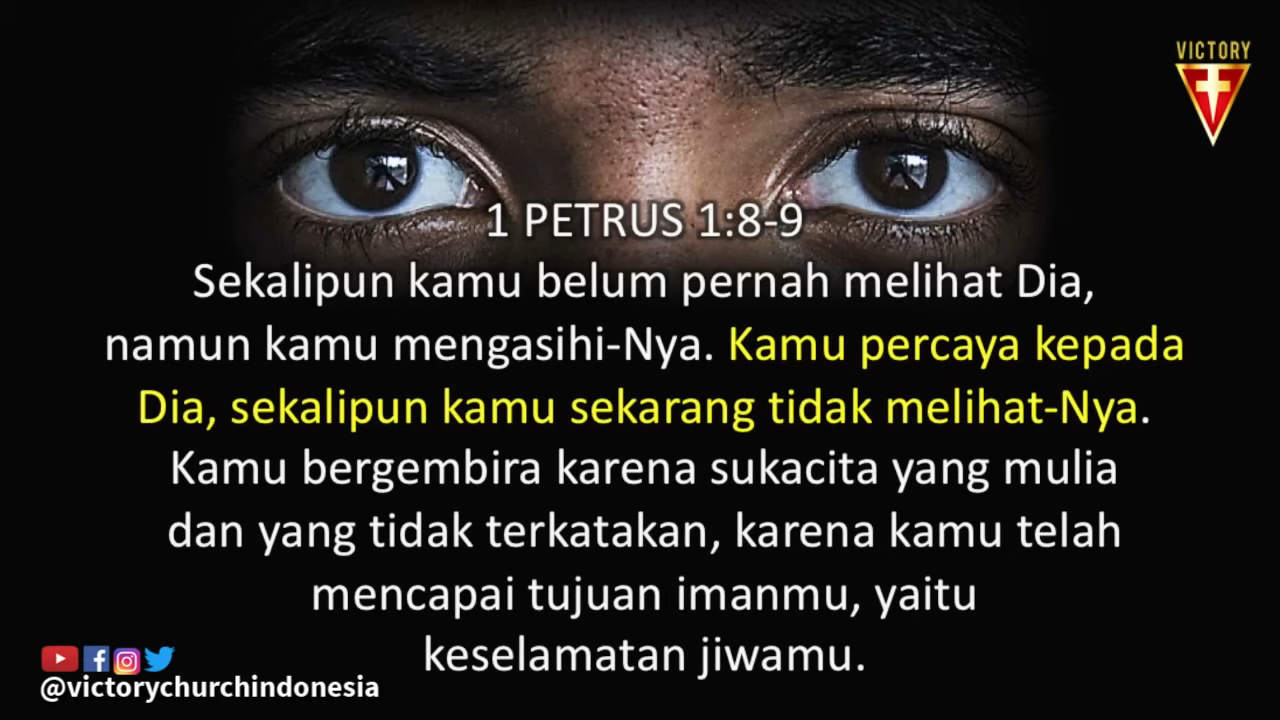 VICTORY
1 PETRUS 1:8-9
Sekalipun kamu belum pernah melihat Dia,
namun kamu mengasihi-Nya. Kamu percaya kepada
Dia, sekalipun kamu sekarang tidak melihat-Nya.
Kamu bergembira karena sukacita yang mulia
dan yang tidak terkatakan, karena kamu telah
mencapai tujuan imanmu, yaitu
keselamatan jiwamu.
@victorychurchindonesia